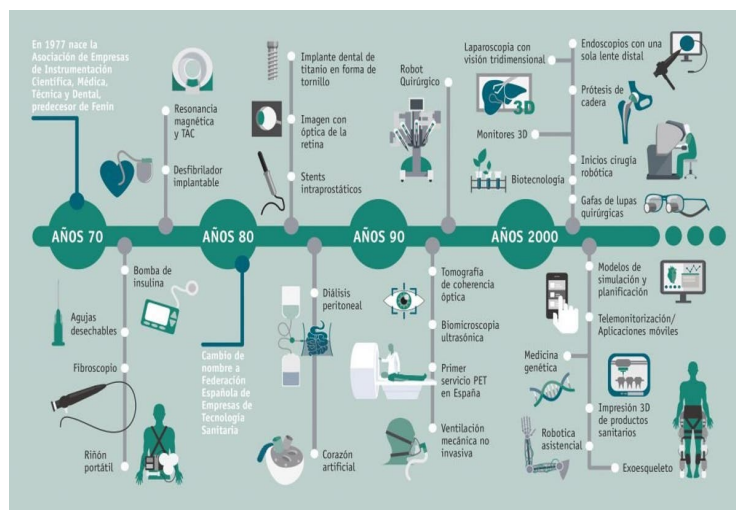 En 1977 nace la
Asociación de Empresas
de Instrumentación
Científica, Médica,
Técnica y Dental,
predecesor de Fenin
Resonancia
magnética
y TAC
Desfibrilador
implantable
Implante dental de
titanio en forma de
tornillo
Imagen con
óptica de la
retina
Stents
intraprostáticos
Robot
Quirúrgico
Laparoscopia con
visión tridimensional
3D
Monitores 3D
Biotecnología
Endoscopios con una
sola lente distal
Prótesis de
cadera
Inicios cirugía
robótica
Gafas de lupas
quirúrgicas
AÑOS 70
AÑOS 80
AÑOS 90
AÑOS 2000
Bomba de
insulina
Agujas
desechables
Fibroscopio
Riñón
portátil
Cambio de
nombre a
Federación
Española de
Empresas de
Tecnología
Sanitaria
Diálisis
peritoneal
Corazón
artificial
Tomografía
de coherencia
óptica
Biomicroscopía
ultrasónica
Primer
servicio PET
en España
Ventilación
mecánica no
invasiva
Modelos de
simulación y
planificación
Telemonitorización/
Aplicaciones móviles
Medicina
genética
Impresión 3D
de productos
sanitarios
Robotica
asistencial
Exoesqueleto